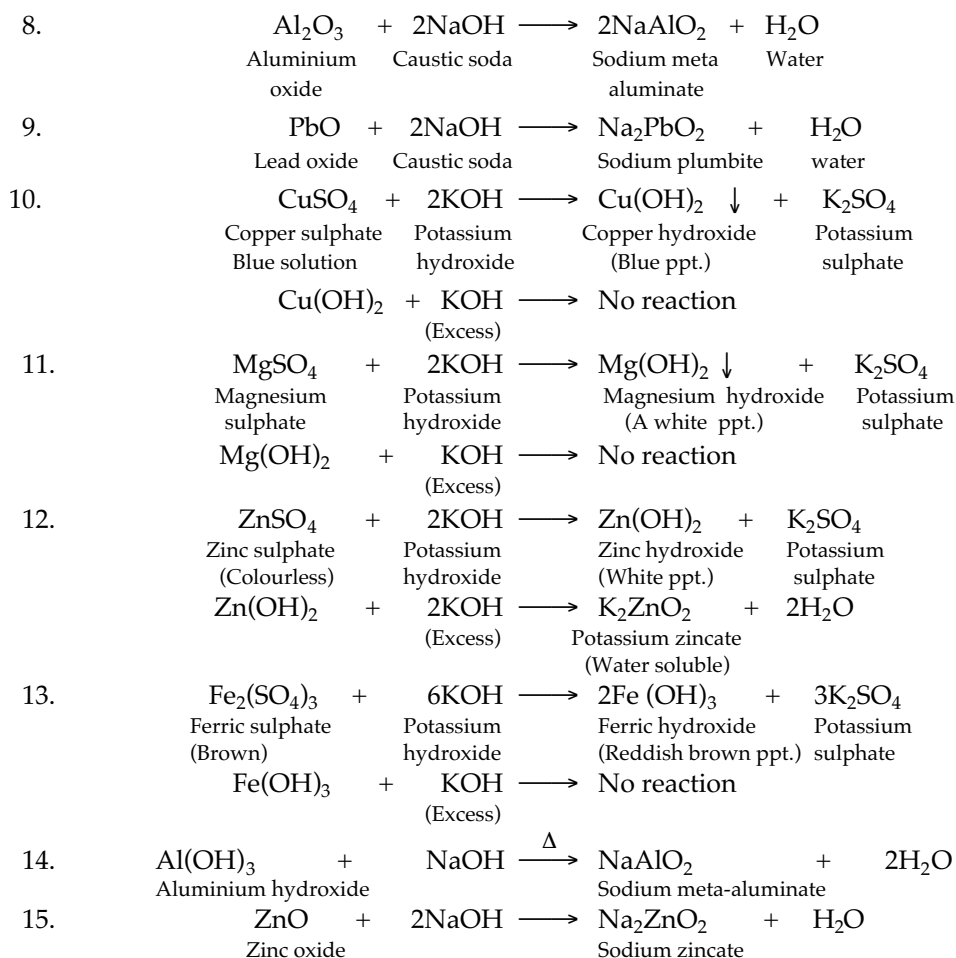 8. Al₂O₃ + 2NaOH ⟶ 2NaAlO₂ + H₂O
Aluminium Caustic soda Sodium meta Water
oxide aluminate
9. PbO + 2NaOH ⟶ Na₂PbO₂ + H₂O
Lead oxide Caustic soda Sodium plumbite water
10. CuSO₄ + 2KOH ⟶ Cu(OH)₂ ↓ + K₂SO₄
Copper sulphate Potassium Copper hydroxide Potassium
Blue solution hydroxide (Blue ppt.) sulphate
Cu(OH)₂ + KOH ⟶ No reaction
(Excess)
11. MgSO₄ + 2KOH ⟶ Mg(OH)₂ ↓ + K₂SO₄
Magnesium Potassium Magnesium hydroxide Potassium
sulphate hydroxide (A white ppt.) sulphate
Mg(OH)₂ + KOH ⟶ No reaction
(Excess)
12. ZnSO₄ + 2KOH ⟶ Zn(OH)₂ + K₂SO₄
Zinc sulphate Potassium Zinc hydroxide Potassium
(Colourless) hydroxide (White ppt.) sulphate
Zn(OH)₂ + 2KOH ⟶ K₂ZnO₂ + 2H₂O
(Excess) Potassium zincate
(Water soluble)
13. Fe₂(SO₄)₃ + 6KOH ⟶ 2Fe (OH)₃ + 3K₂SO₄
Ferric sulphate Potassium Ferric hydroxide Potassium
(Brown) hydroxide (Reddish brown ppt.) sulphate
Fe(OH)₃ + KOH ⟶ No reaction
(Excess)
Δ
14. Al(OH)₃ + NaOH ⟶ NaAlO₂ + 2H₂O
Aluminium hydroxide Sodium meta-aluminate
15. ZnO + 2NaOH ⟶ Na₂ZnO₂ + H₂O
Zinc oxide Sodium zincate